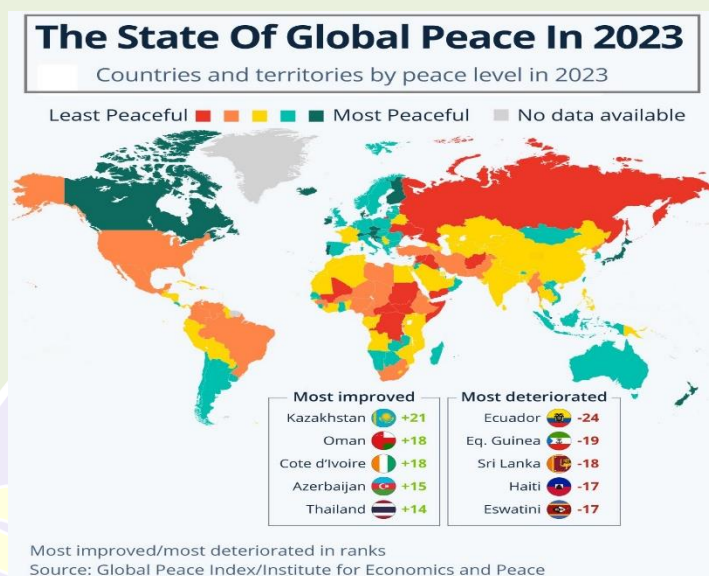 The State Of Global Peace In 2023
Countries and territories by peace level in 2023
Least Peaceful Most Peaceful No data available
Most improved
Kazakhstan +21
Oman +18
Cote d'Ivoire +18
Azerbaijan +15
Thailand +14
Most deteriorated
Ecuador -24
Eq. Guinea -19
Sri Lanka -18
Haiti -17
Eswatini -17
Most improved/most deteriorated in ranks
Source: Global Peace Index/Institute for Economics and Peace